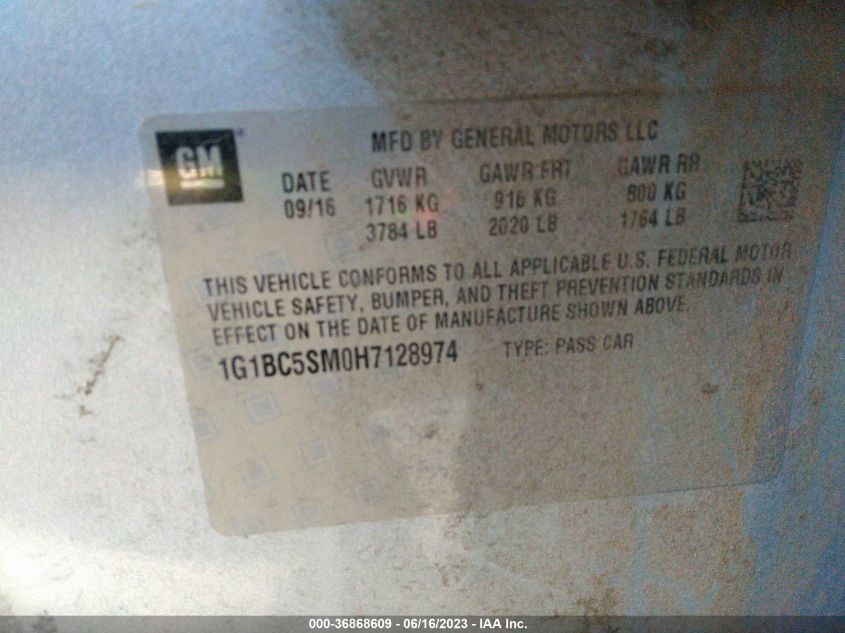 GM
MFD BY GENERAL MOTORS LLC
DATE GVWR GAWR FRT GAWR RR
09/16 1716 KG 916 KG 800 KG
3784 LB 2020 LB 1764 LB
THIS VEHICLE CONFORMS TO ALL APPLICABLE U.S. FEDERAL MOTOR
VEHICLE SAFETY, BUMPER, AND THEFT PREVENTION STANDARDS IN
EFFECT ON THE DATE OF MANUFACTURE SHOWN ABOVE.
1G1BC5SM0H7128974 TYPE: PASS CAR
000-36868609 - 06/16/2023 - IAA Inc.